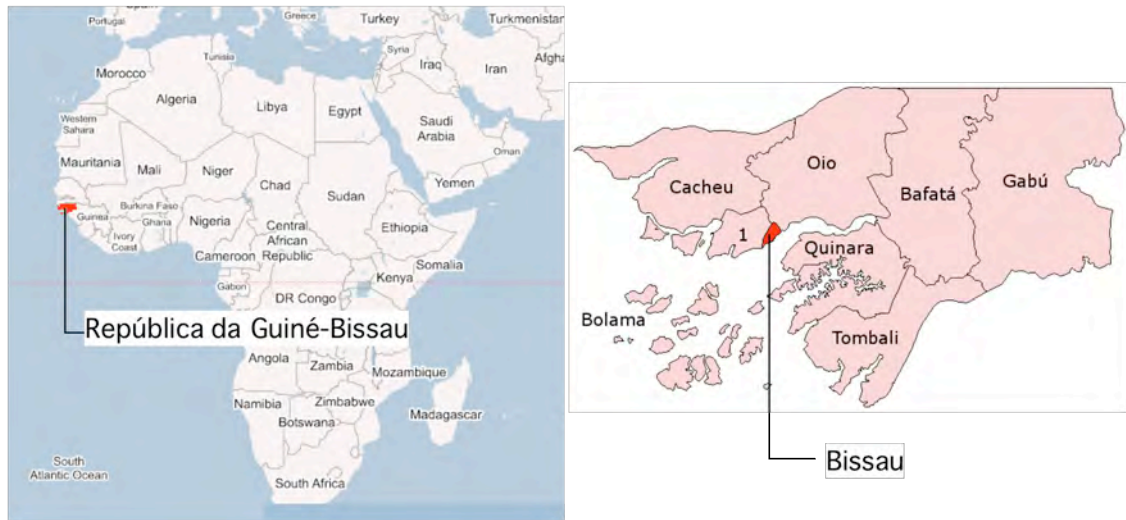 Portugal
Greece
Turkey
Turkmenistan
Tunisia
Syria
Iraq
Iran
Afgha
Morocco
Algeria
Libya
Egypt
Western
Sahara
Saudi
Arabia
Oman
Mauritania
Mali
Niger
Chad
Sudan
Yemen
Burkina Faso
Guinea
Ghana
Nigeria
Ivory
Coast
Central
African
Republic
Ethiopia
Cameroon
Somalia
Gabon
Kenya
DR Congo
República da Guiné-Bissau
Angola
Zambia
Mozambique
Namibia
Zimbabwe
Botswana
Madagascar
South
Atlantic Ocean
South Africa
Cacheu
Oio
Bafatá
Gabú
1
Quinara
Bolama
Tombali
Bissau